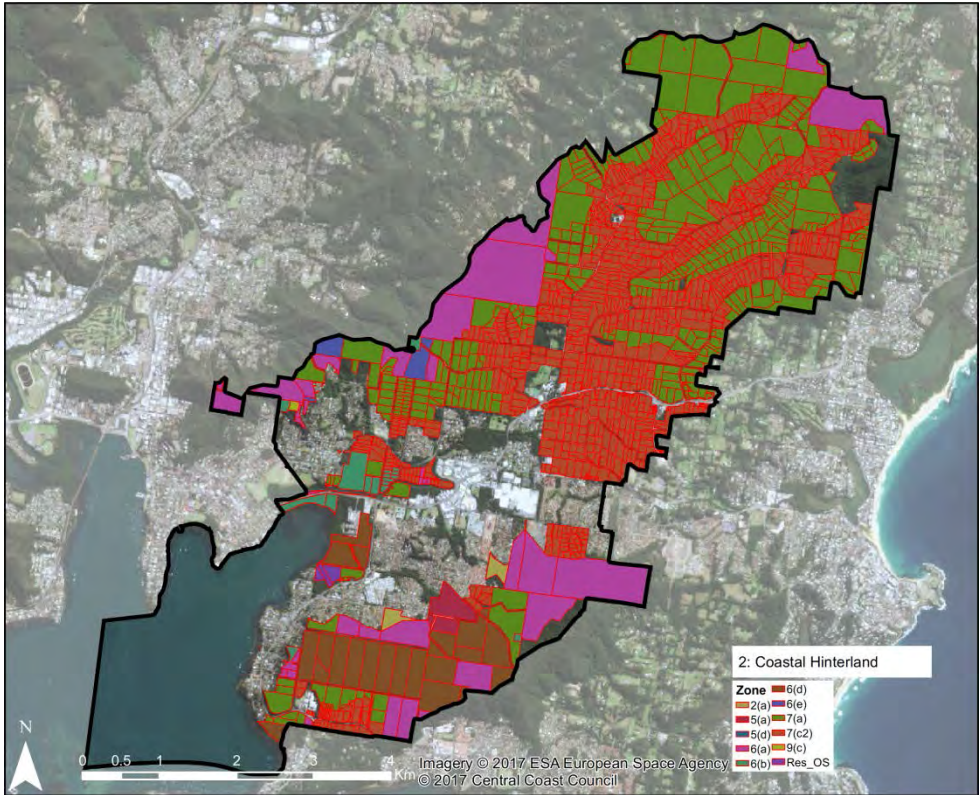 2: Coastal Hinterland
Zone
2(a)
5(a)
5(d)
6(a)
6(b)
6(d)
6(e)
7(a)
7(c2)
9(c)
Res_OS
N
0 0.5 1 2 3 4
Km
Imagery © 2017 ESA European Space Agency
© 2017 Central Coast Council